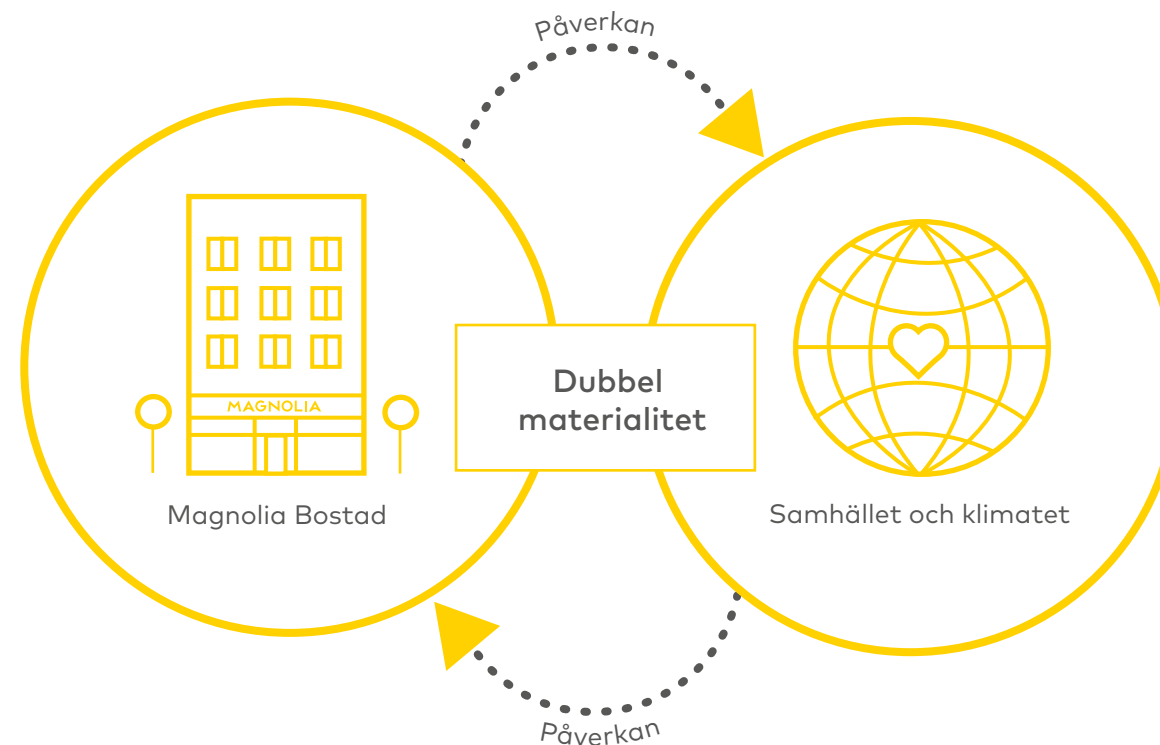 Påverkan
MAGNOLIA
Magnolia Bostad
Dubbel
materialitet
Samhället och klimatet
Påverkan